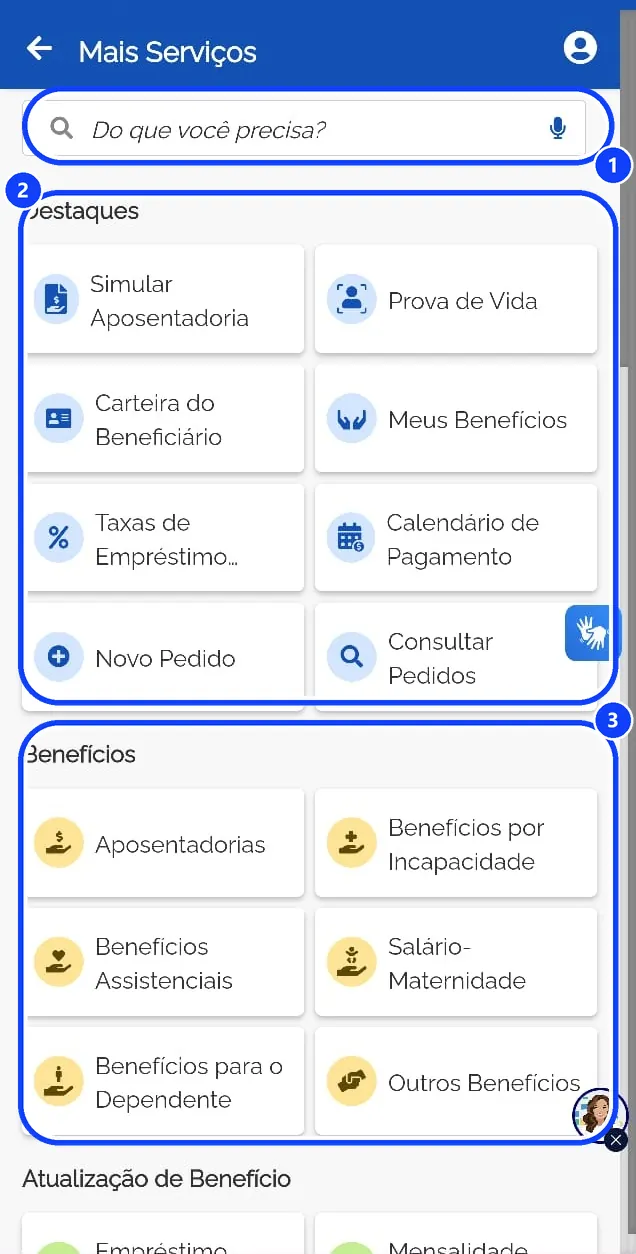 Mais Serviços
Do que você precisa?
1
2
Destaques
Simular
Aposentadoria
Prova de Vida
Carteira do
Beneficiário
Meus Benefícios
Taxas de
Empréstimo...
Calendário de
Pagamento
Novo Pedido
Consultar
Pedidos
3
Benefícios
Aposentadorias
Benefícios por
Incapacidade
Benefícios
Assistenciais
Salário-
Maternidade
Benefícios para o
Dependente
Outros Benefícios
Atualização de Benefício
Empréstimo
Mensalidade